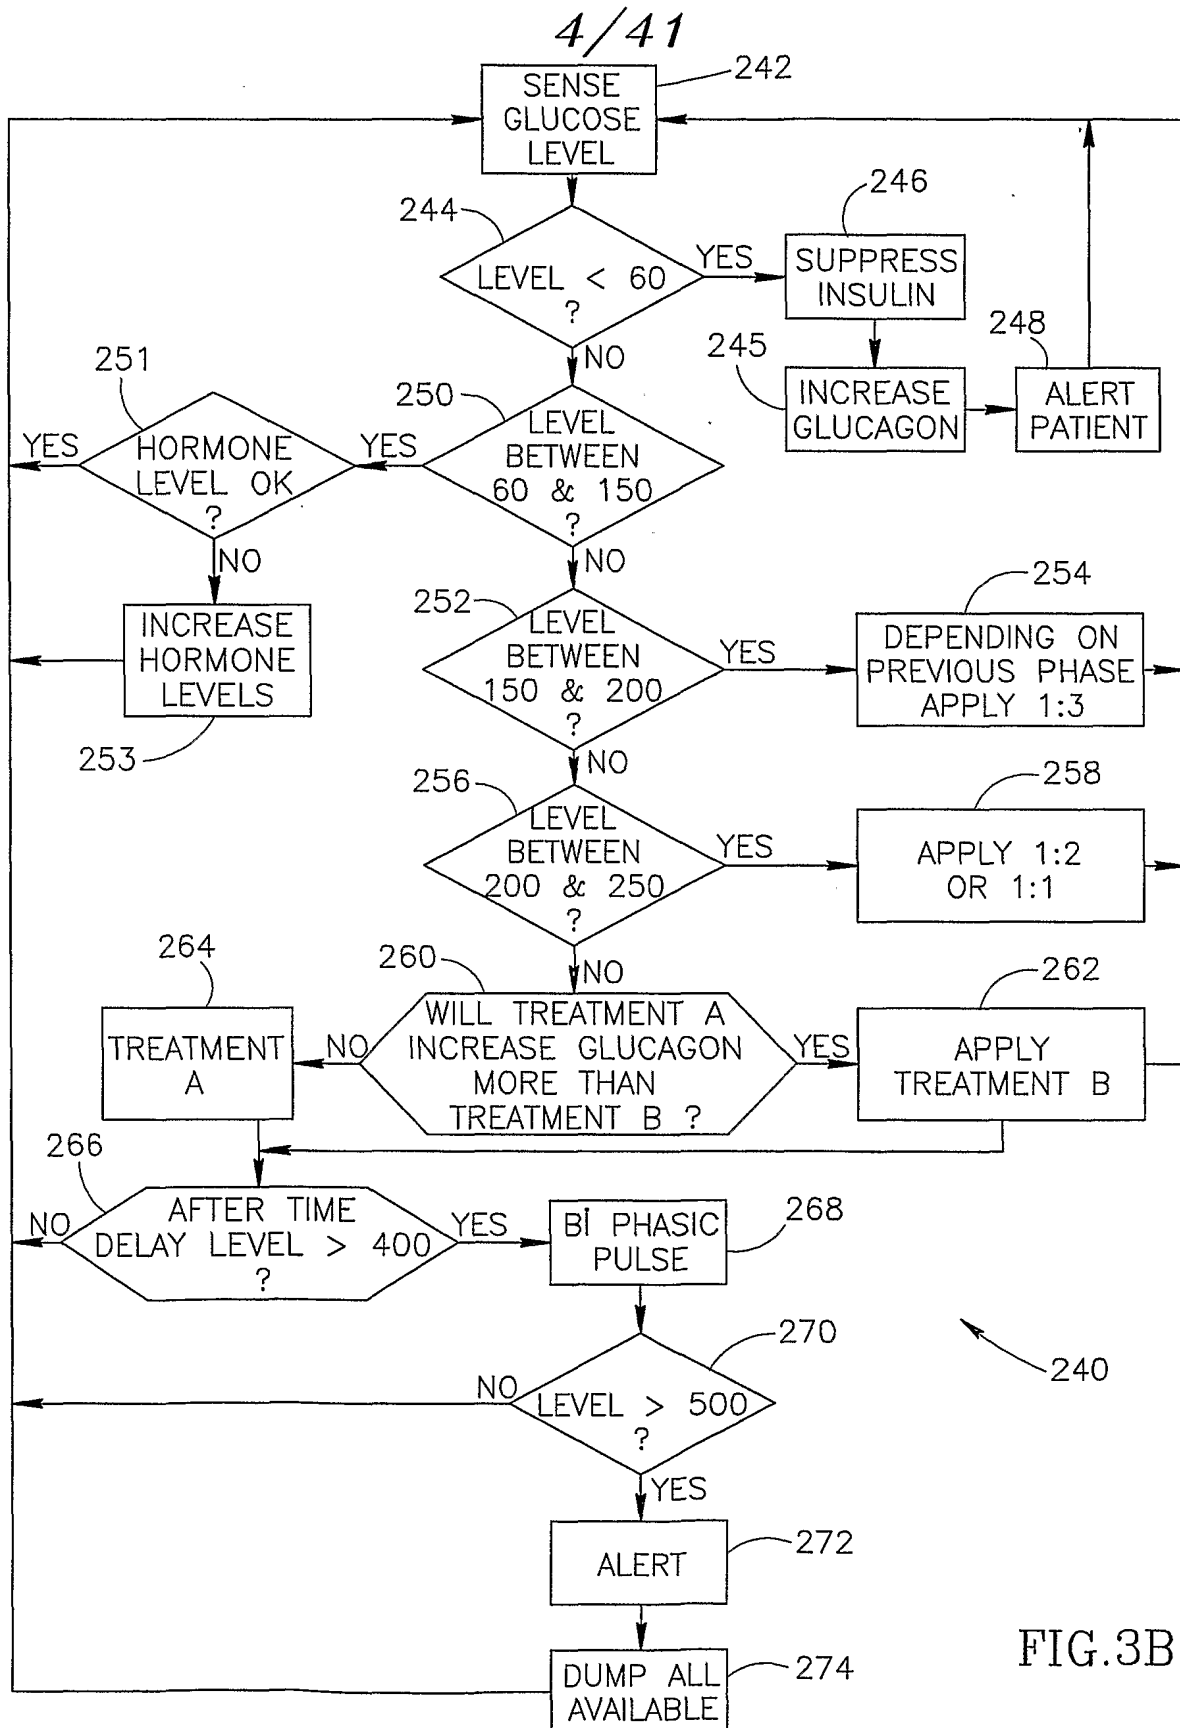 4/41
SENSE
GLUCOSE
LEVEL
242
244
LEVEL < 60
?
YES
246
SUPPRESS
INSULIN
NO
245
INCREASE
GLUCAGON
248
ALERT
PATIENT
251
YES
HORMONE
LEVEL OK
?
YES
250
LEVEL
BETWEEN
60 & 150
?
NO
INCREASE
HORMONE
LEVELS
253
NO
252
LEVEL
BETWEEN
150 & 200
?
YES
254
DEPENDING ON
PREVIOUS PHASE
APPLY 1:3
NO
256
LEVEL
BETWEEN
200 & 250
?
YES
258
APPLY 1:2
OR 1:1
NO
264
TREATMENT
A
NO
260
WILL TREATMENT A
INCREASE GLUCAGON
MORE THAN
TREATMENT B ?
YES
262
APPLY
TREATMENT B
266
NO
AFTER TIME
DELAY LEVEL > 400
?
YES
BI PHASIC
PULSE
268
270
NO
LEVEL > 500
?
240
YES
ALERT
272
DUMP ALL
AVAILABLE
274
FIG.3B